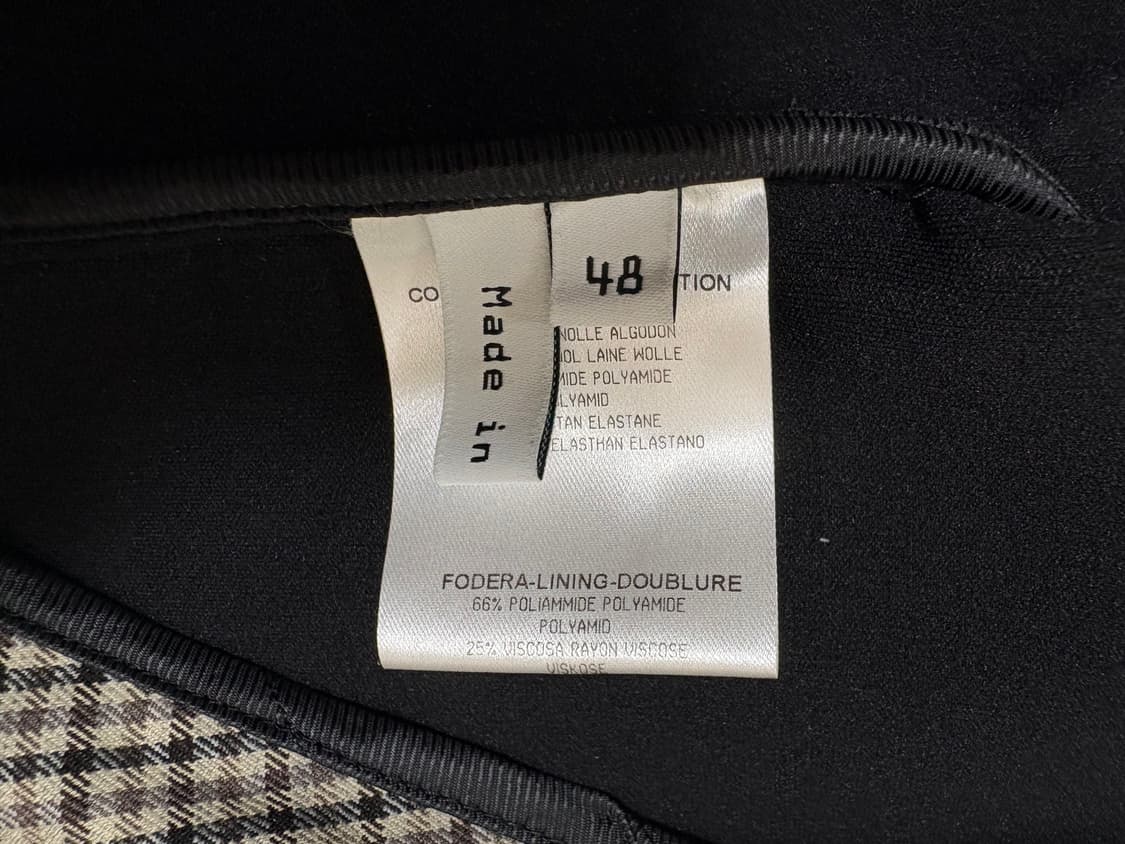 Made in
48
CO
TION
NOLLE ALGODON
OL LAINE WOLLE
MIDE POLYAMIDE
LYAMID
TAN ELASTANE
ELASTHAN ELASTANO
FODERA-LINING-DOUBLURE
66% POLIAMMIDE POLYAMIDE
POLYAMID
25% VISCOSA RAYON VISCOSE
VISKOSE